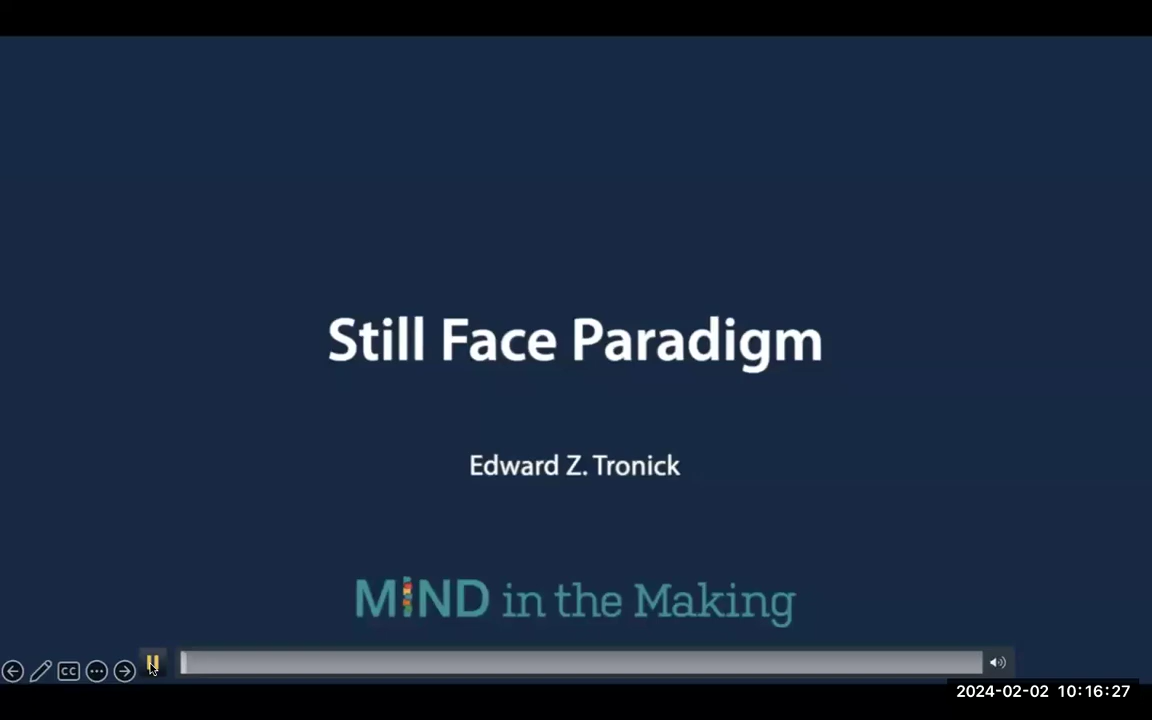 Still Face Paradigm
Edward Z. Tronick
MIND in the Making
CC
2024-02-02 10:16:27